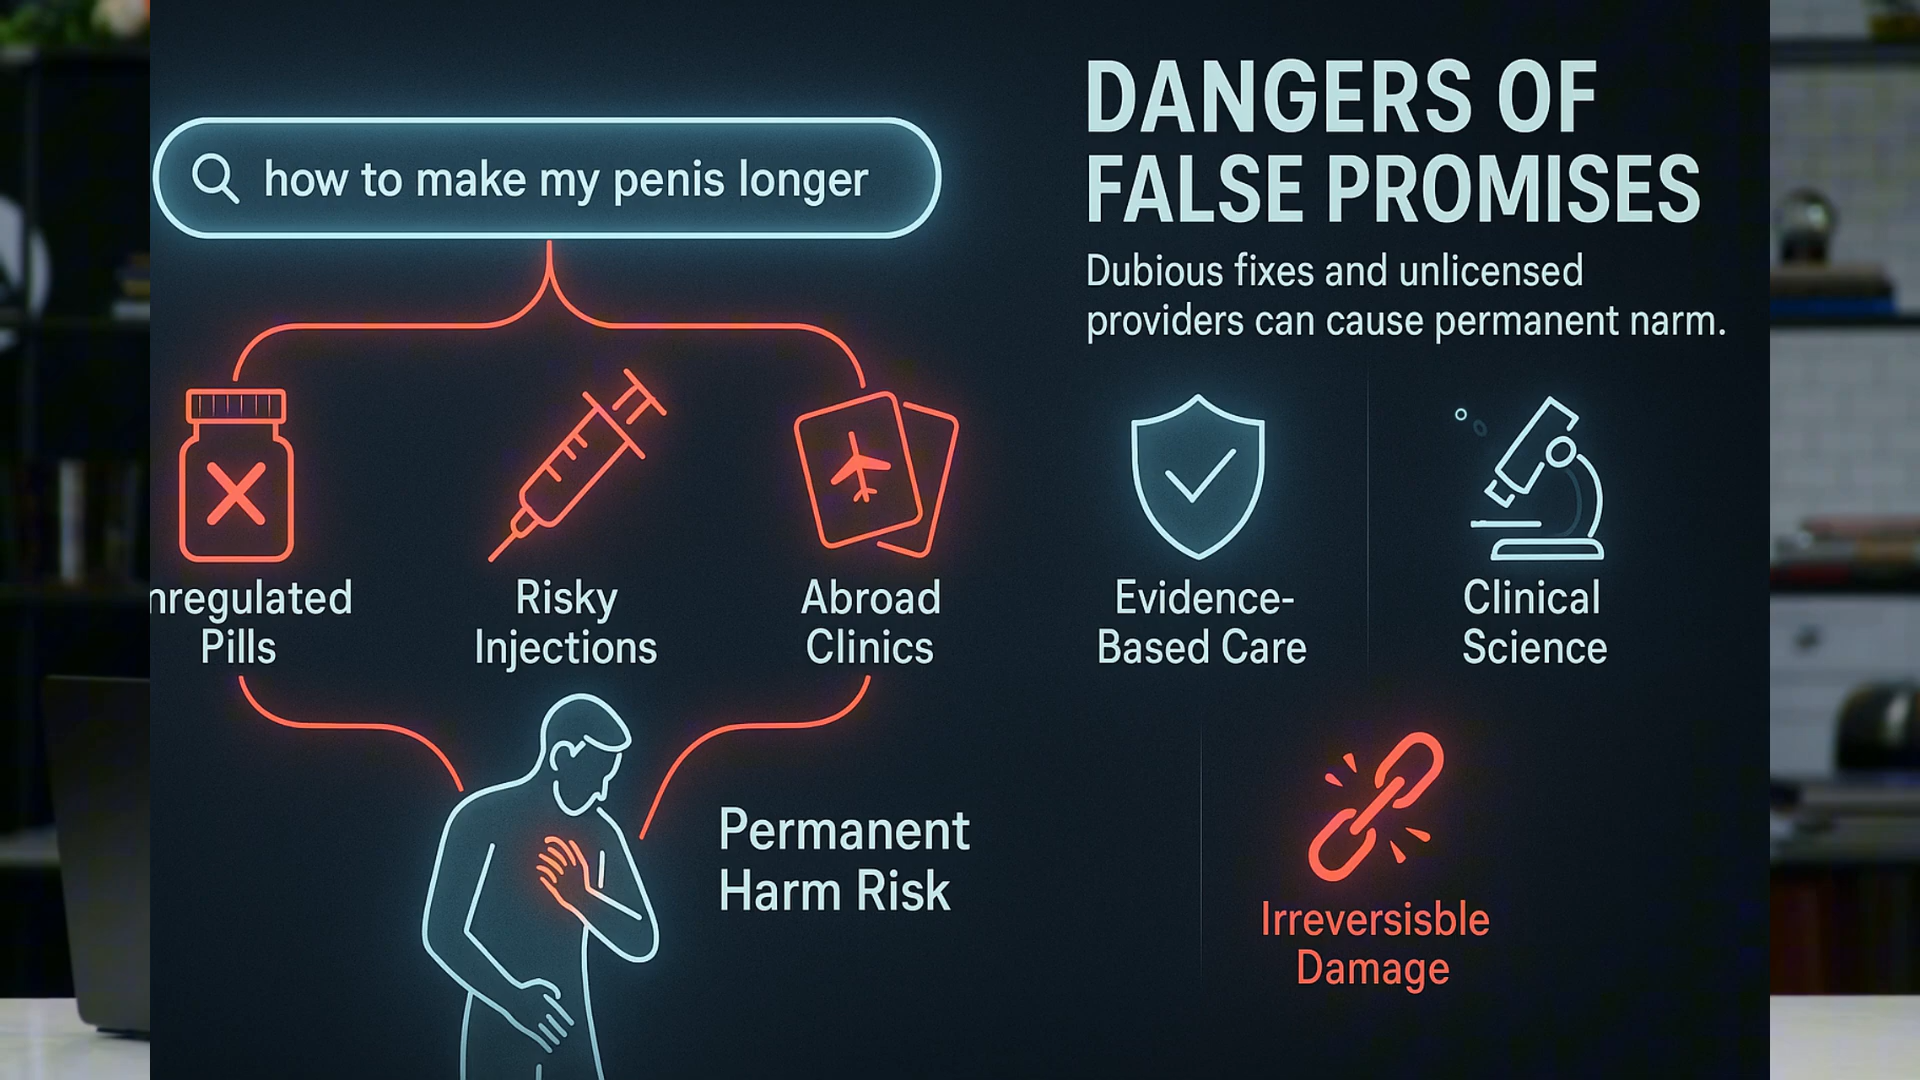 how to make my penis longer
nregulated
Pills
Risky
Injections
Abroad
Clinics
Permanent
Harm Risk
DANGERS OF
FALSE PROMISES
Dubious fixes and unlicensed
providers can cause permanent narm.
Evidence-
Based Care
Clinical
Science
Irreversisble
Damage